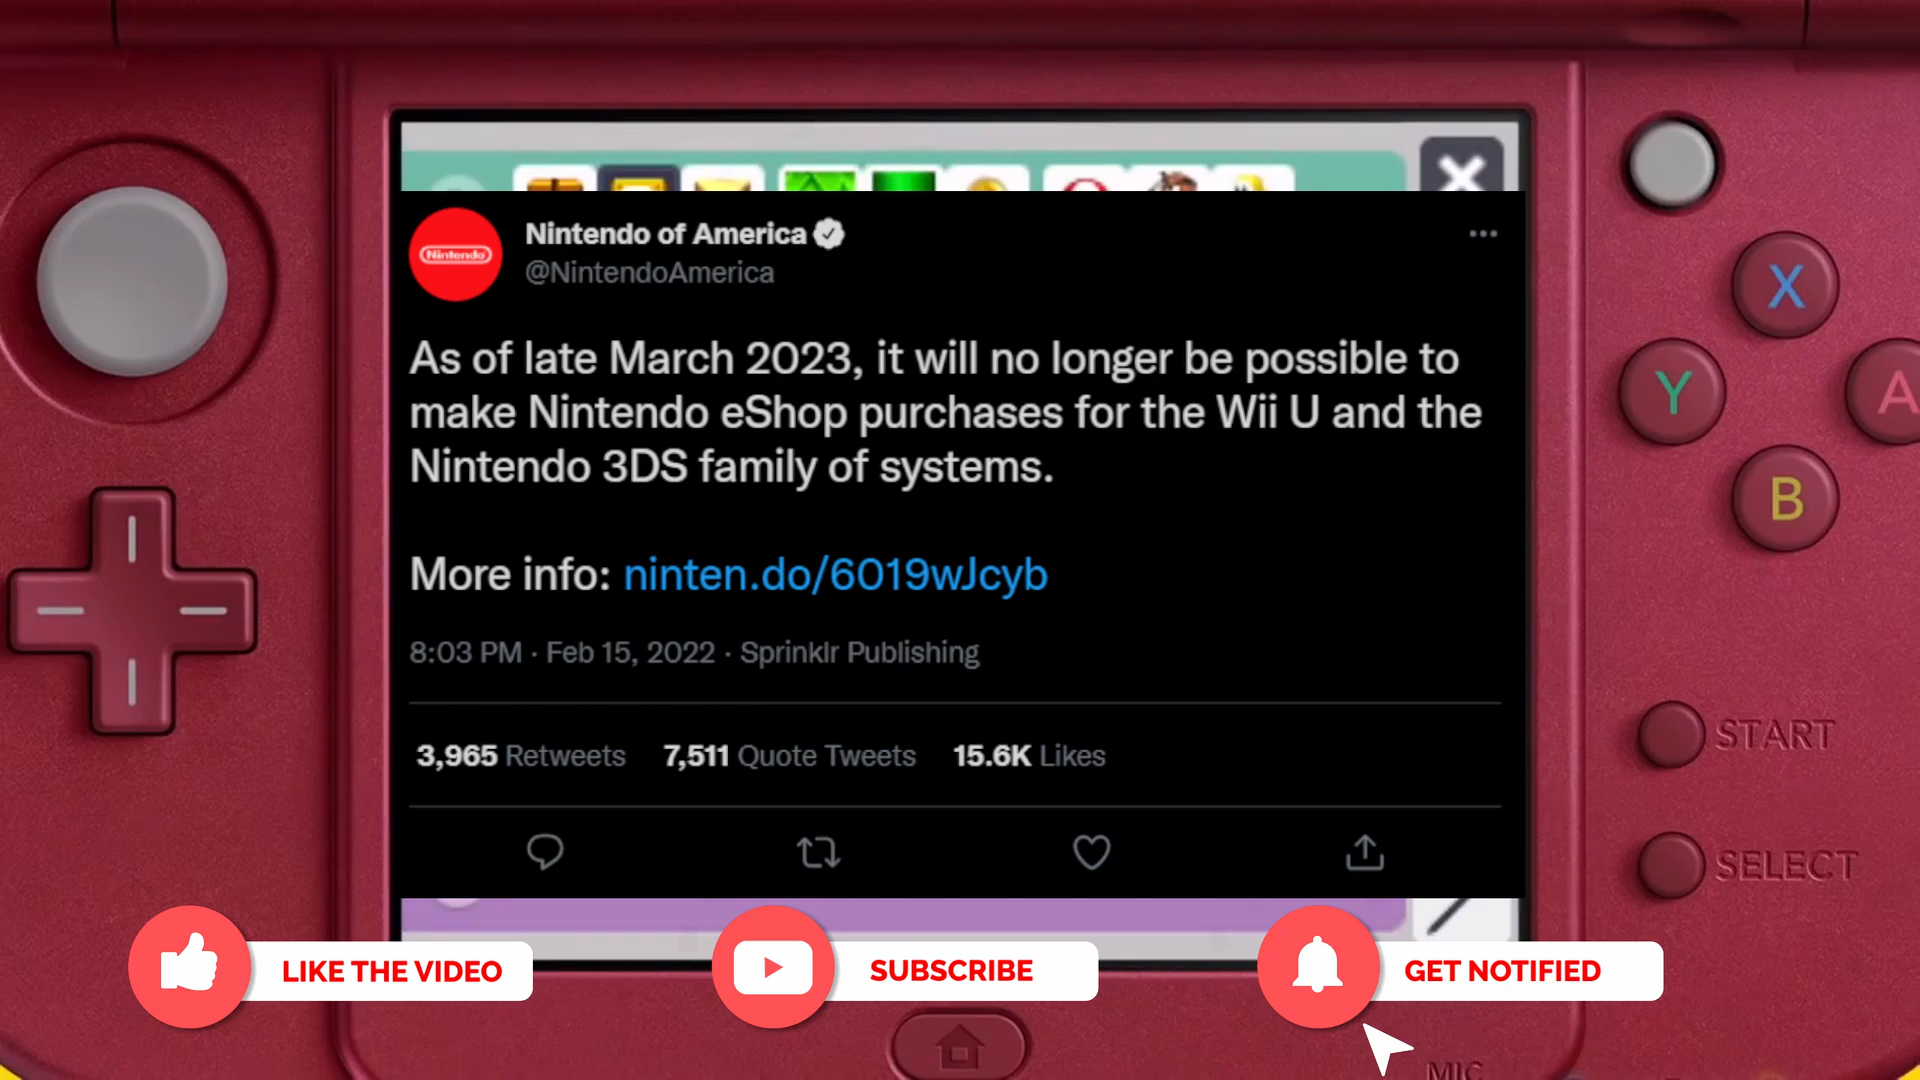 Nintendo
Nintendo of America
@NintendoAmerica
As of late March 2023, it will no longer be possible to
make Nintendo eShop purchases for the Wii U and the
Nintendo 3DS family of systems.
More info: ninten.do/6019wJcyb
8:03 PM · Feb 15, 2022 · Sprinklr Publishing
3,965 Retweets 7,511 Quote Tweets 15.6K Likes
X
Y
A
B
START
SELECT
LIKE THE VIDEO
SUBSCRIBE
GET NOTIFIED
MIC